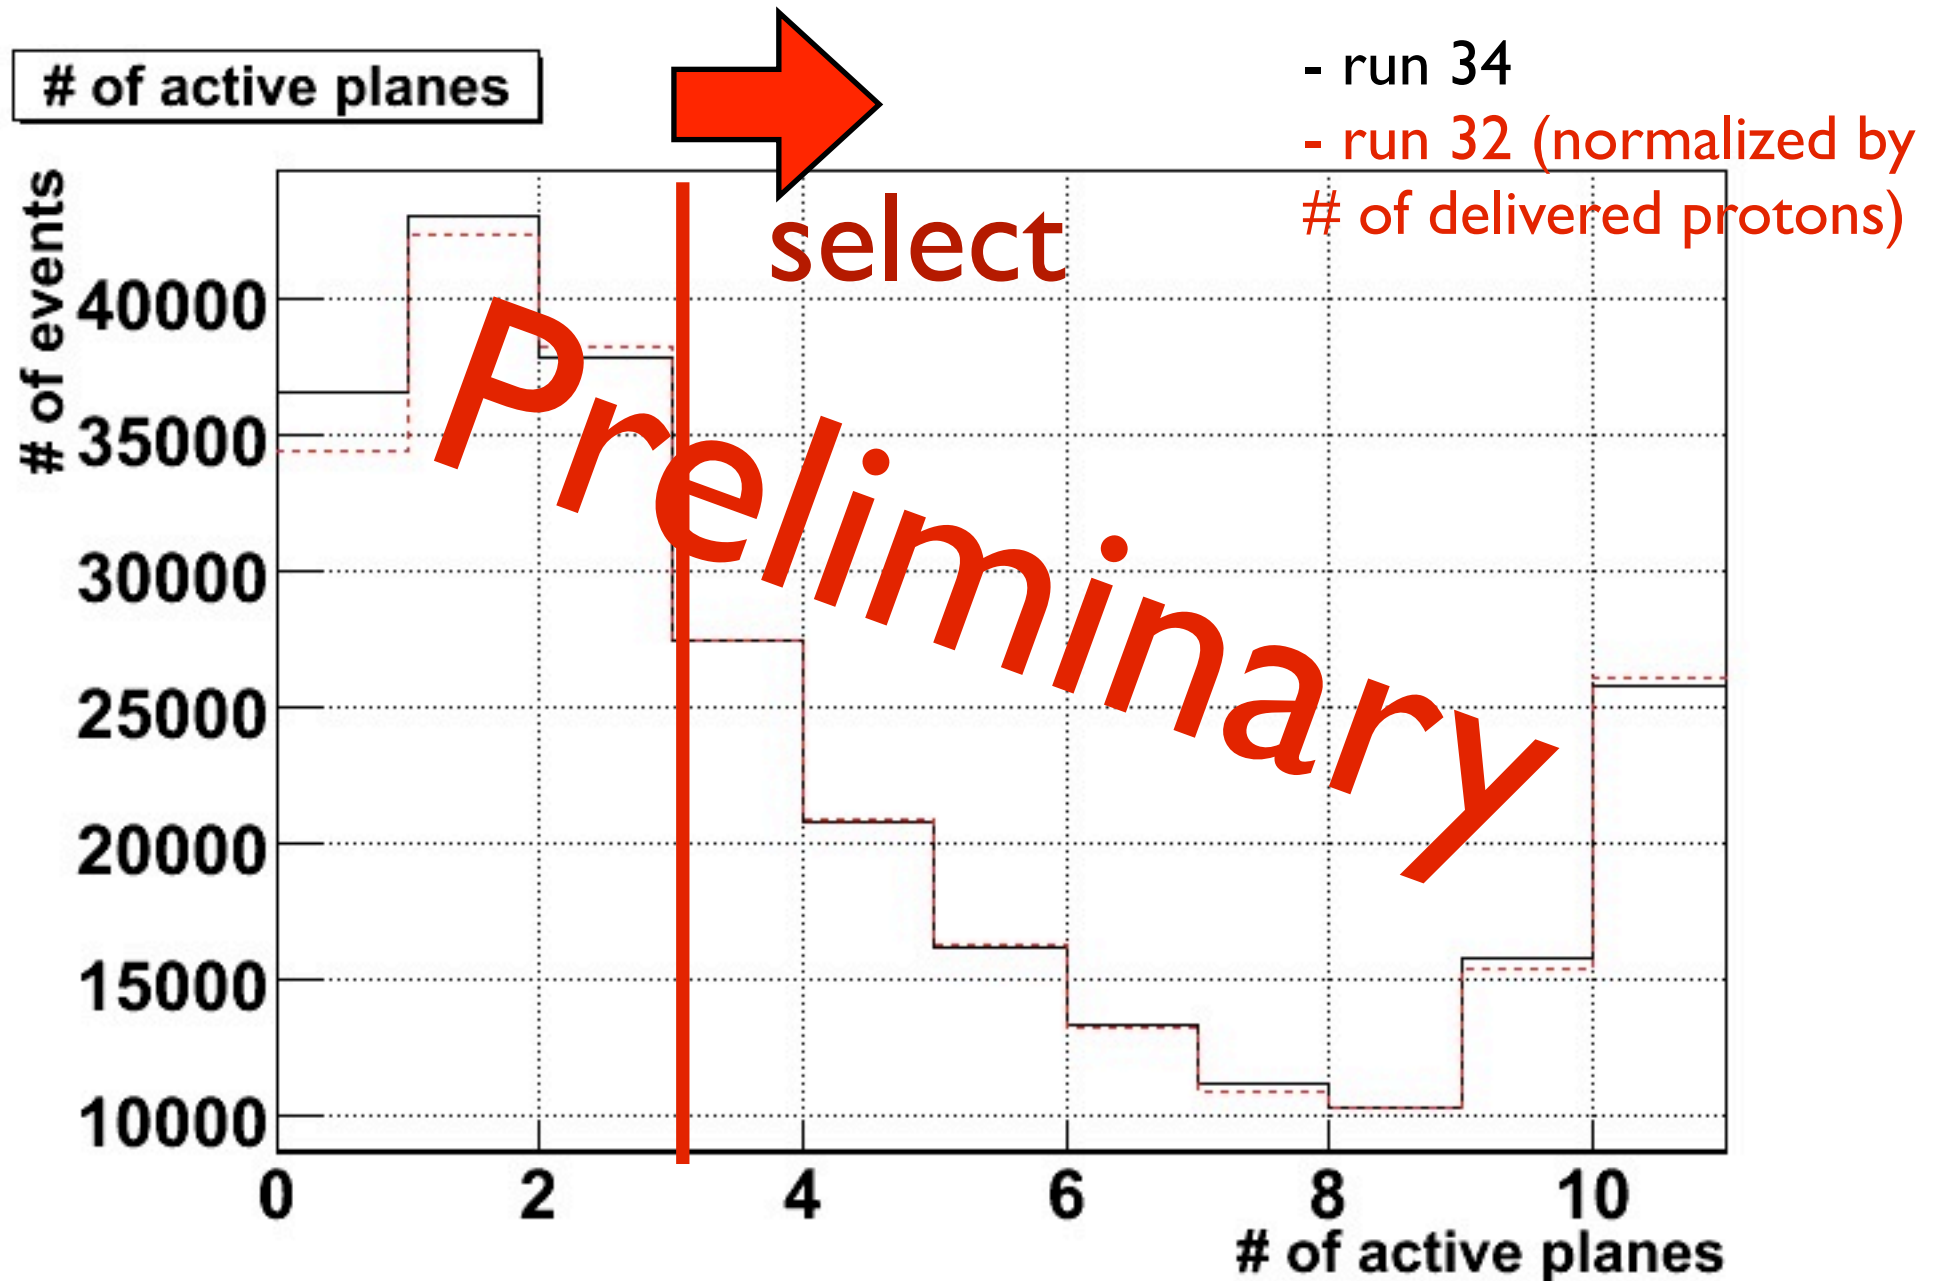 # of active planes
- run 34
- run 32 (normalized by
# of delivered protons)
select
# of events
40000
35000
30000
25000
20000
15000
10000
Preliminary
0 2 4 6 8 10
# of active planes